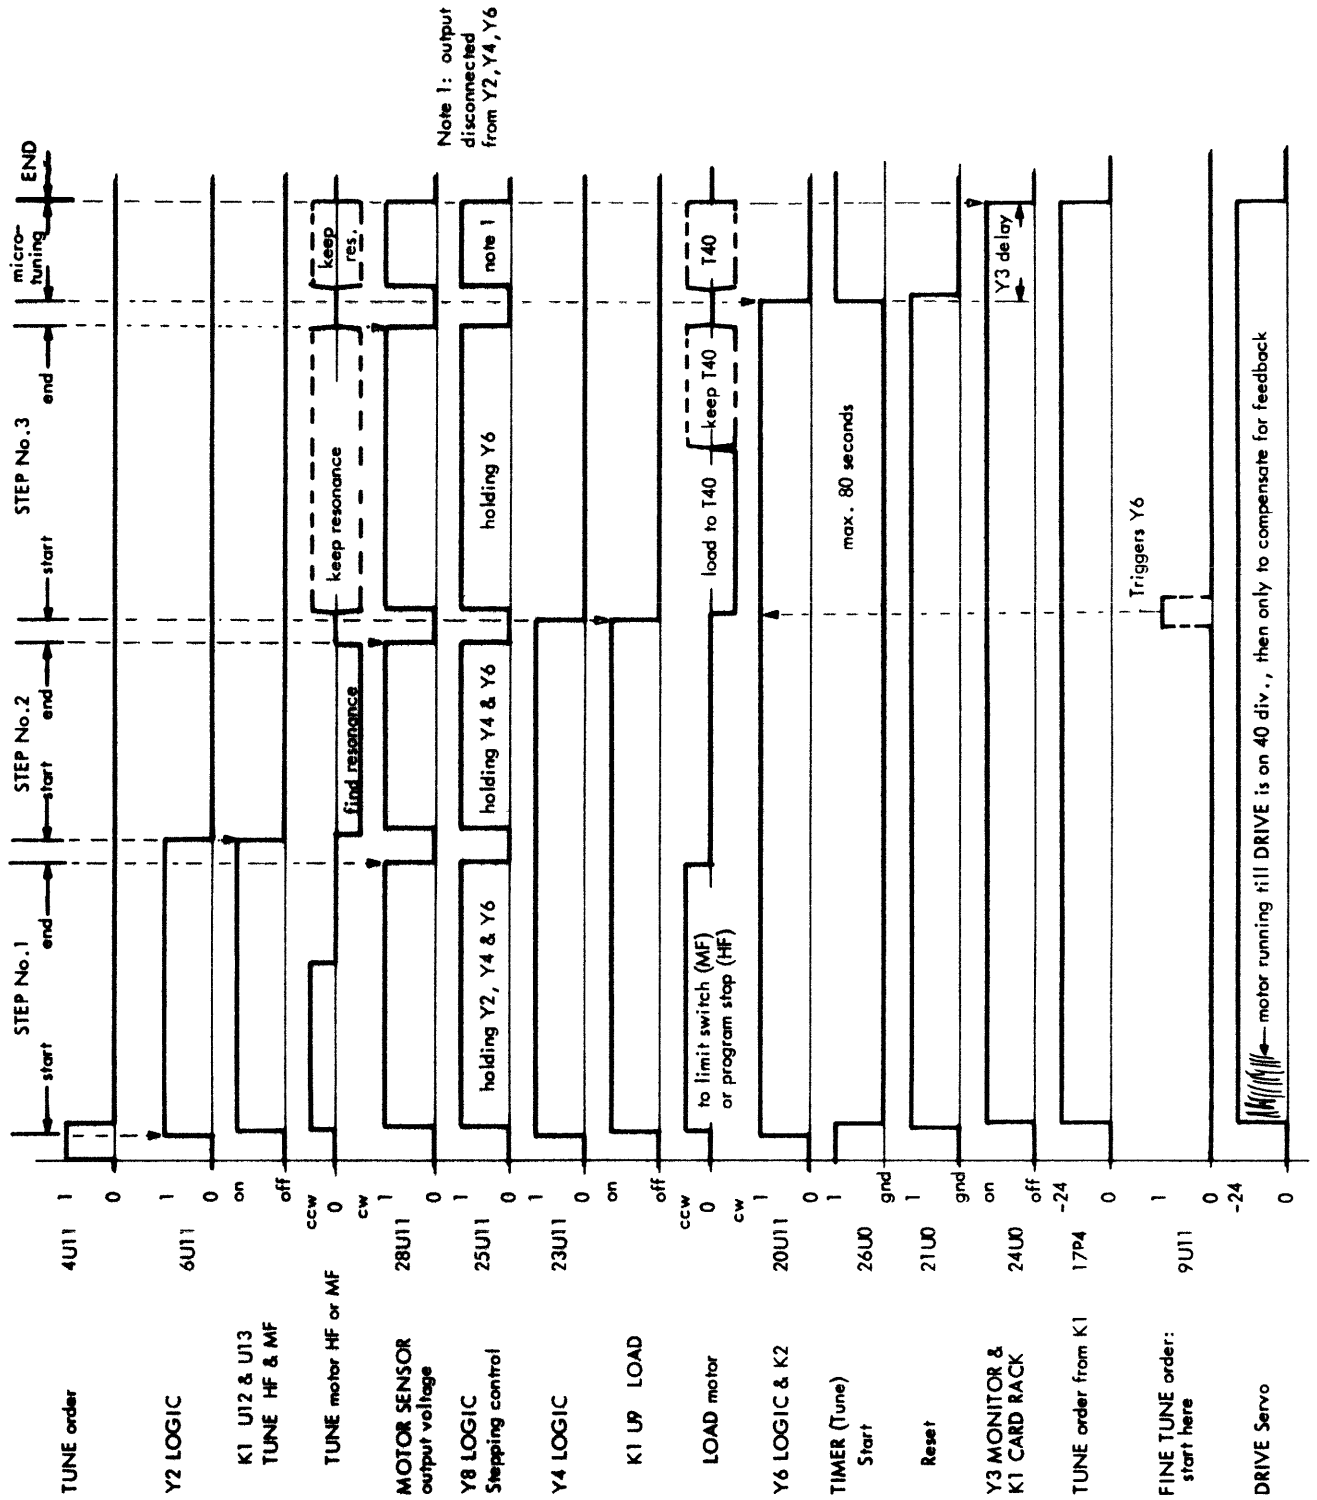 STEP No.1
STEP No.2
STEP No.3
micro-
tuning
END
start
end
start
end
start
end
TUNE order
4U11
1
0
Y2 LOGIC
6U11
1
0
K1 U12 & U13
TUNE HF & MF
on
off
TUNE motor HF or MF
ccw
0
cw
find resonance
keep resonance
keep
res.
MOTOR SENSOR
output voltage
28U11
1
0
Y8 LOGIC
Stepping control
25U11
1
0
holding Y2, Y4 & Y6
holding Y4 & Y6
holding Y6
note 1
Note 1: output
disconnected
from Y2,Y4,Y6
Y4 LOGIC
23U11
1
0
K1 U9 LOAD
on
off
LOAD motor
ccw
0
cw
to limit switch (MF)
or program stop (HF)
load to T40
keep T40
T40
Y6 LOGIC & K2
20U11
1
0
TIMER (Tune)
Start
26U0
1
gnd
max. 80 seconds
Reset
21U0
1
gnd
Y3 MONITOR &
K1 CARD RACK
24U0
on
off
Y3 delay
TUNE order from K1
17P4
-24
0
FINE TUNE order:
start here
9U11
1
0
Triggers Y6
DRIVE Servo
-24
0
motor running till DRIVE is on 40 div., then only to compensate for feedback